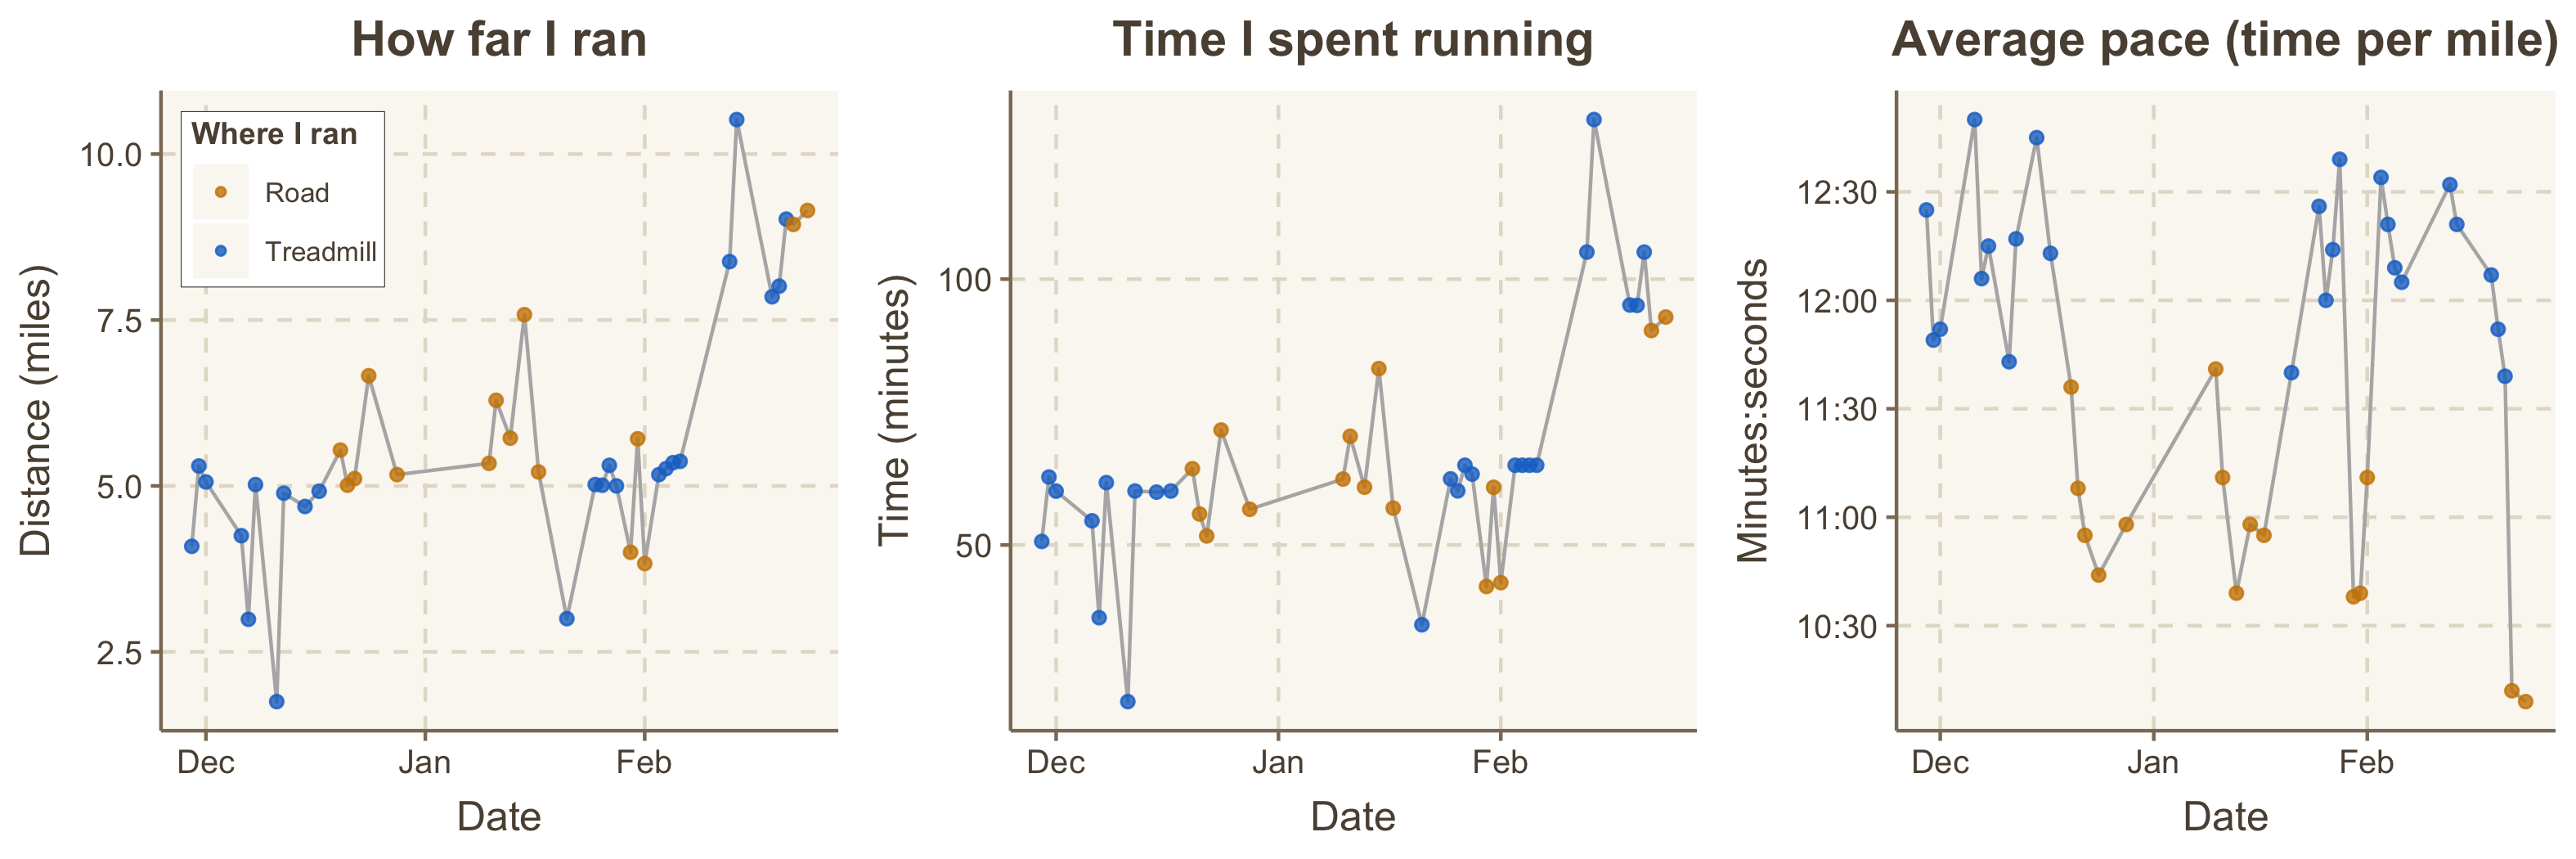 How far I ran
Distance (miles)
10.0
7.5
5.0
2.5
Where I ran
Road
Treadmill
Dec Jan Feb
Date
Time I spent running
Time (minutes)
100
50
Dec Jan Feb
Date
Average pace (time per mile)
Minutes:seconds
12:30
12:00
11:30
11:00
10:30
Dec Jan Feb
Date